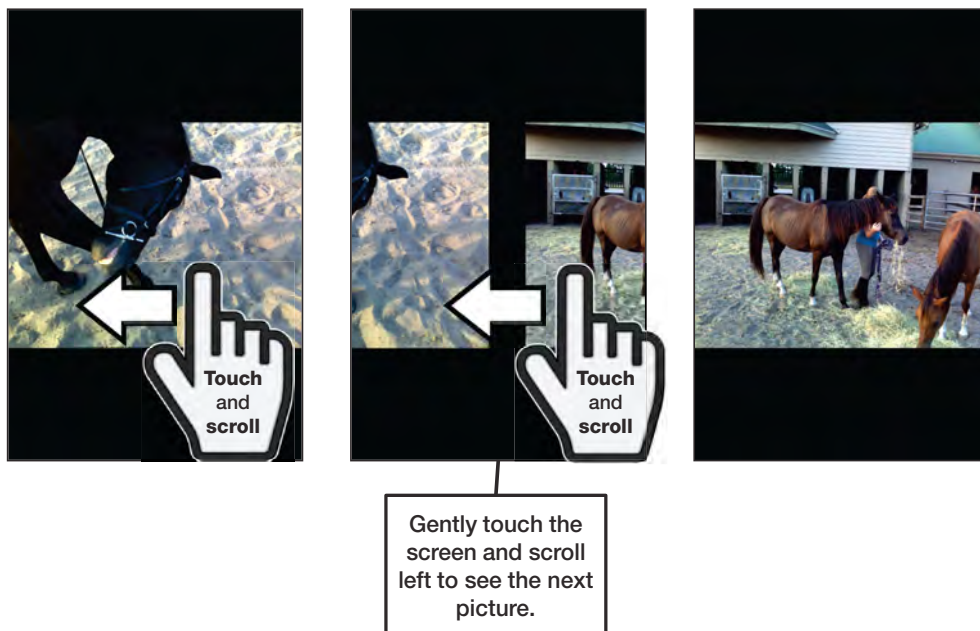 Touch
and
scroll
Touch
and
scroll
Gently touch the
screen and scroll
left to see the next
picture.